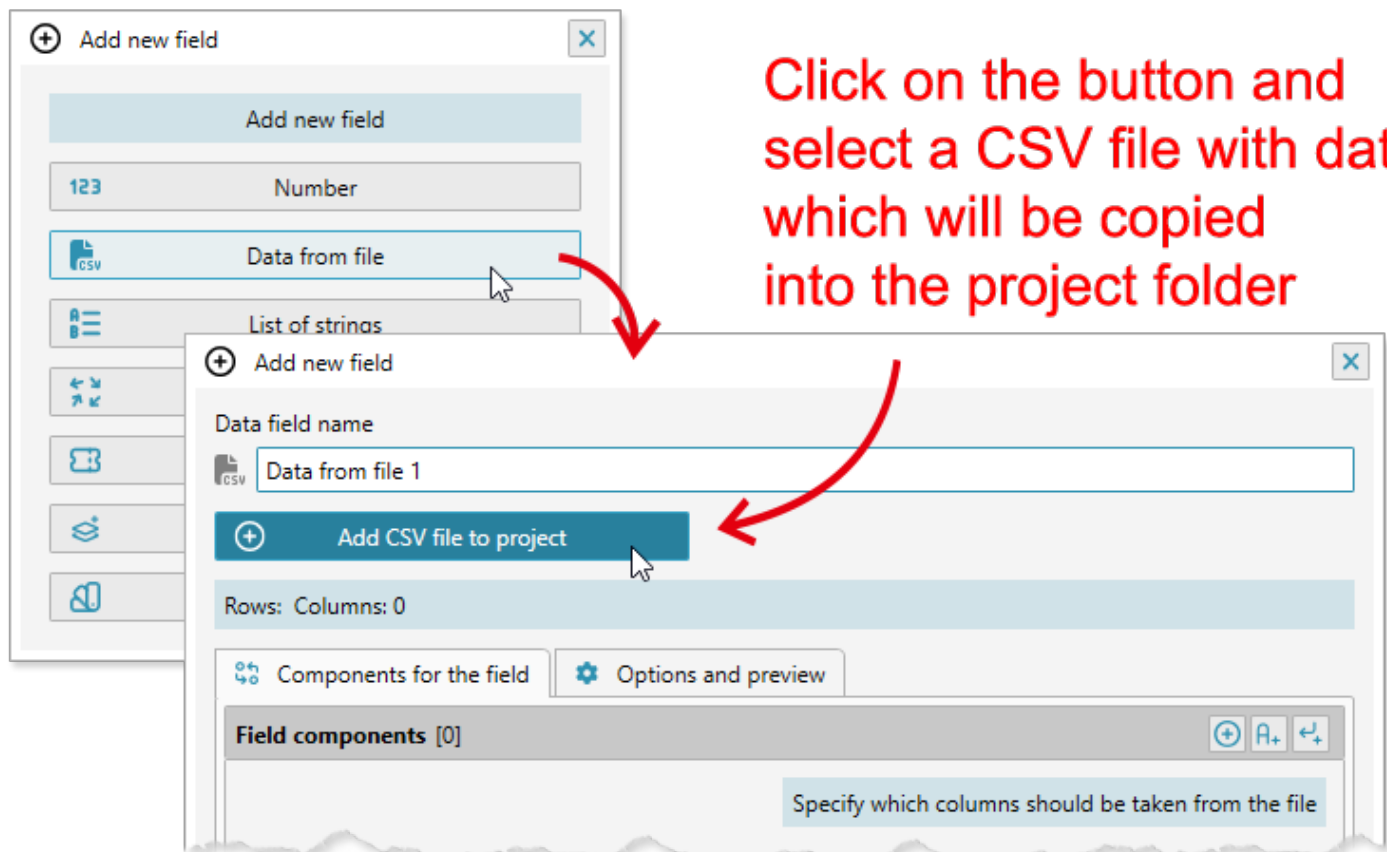 Add new field
Add new field
123 Number
CSV Data from file
A B List of strings
Click on the button and
select a CSV file with dat
which will be copied
into the project folder
Add new field
Data field name
CSV Data from file 1
Add CSV file to project
Rows: Columns: 0
Components for the field Options and preview
Field components [0] A+
Specify which columns should be taken from the file